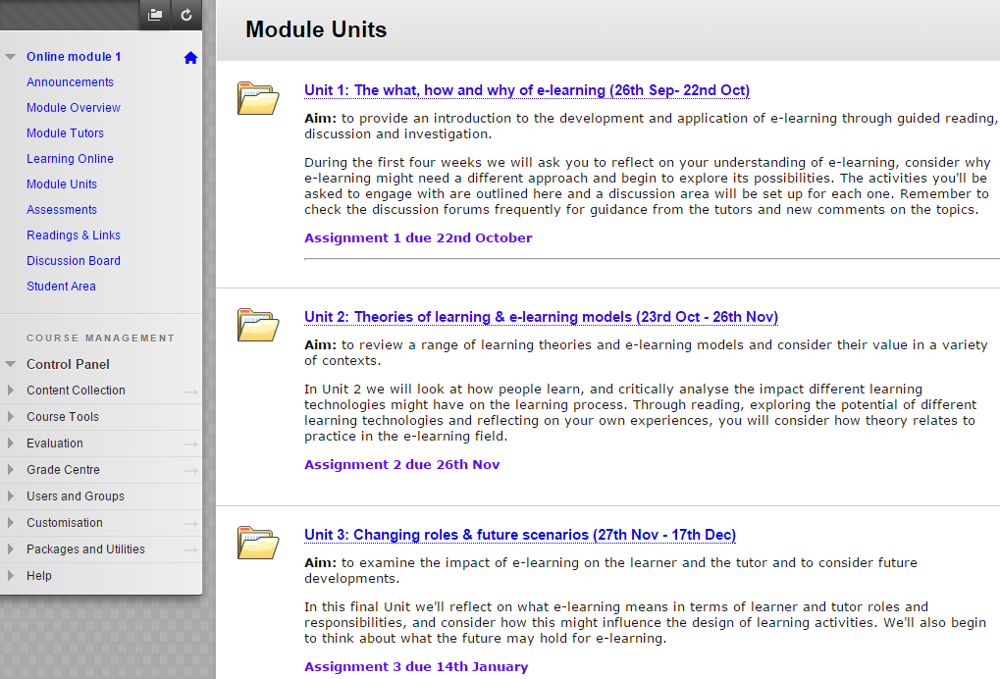 Online module 1
Announcements
Module Overview
Module Tutors
Learning Online
Module Units
Assessments
Readings & Links
Discussion Board
Student Area
COURSE MANAGEMENT
Control Panel
Content Collection
Course Tools
Evaluation
Grade Centre
Users and Groups
Customisation
Packages and Utilities
Help
Module Units
Unit 1: The what, how and why of e-learning (26th Sep- 22nd Oct)
Aim: to provide an introduction to the development and application of e-learning through guided reading,
discussion and investigation.
During the first four weeks we will ask you to reflect on your understanding of e-learning, consider why
e-learning might need a different approach and begin to explore its possibilities. The activities you'll be
asked to engage with are outlined here and a discussion area will be set up for each one. Remember to
check the discussion forums frequently for guidance from the tutors and new comments on the topics.
Assignment 1 due 22nd October
Unit 2: Theories of learning & e-learning models (23rd Oct - 26th Nov)
Aim: to review a range of learning theories and e-learning models and consider their value in a variety
of contexts.
In Unit 2 we will look at how people learn, and critically analyse the impact different learning
technologies might have on the learning process. Through reading, exploring the potential of different
learning technologies and reflecting on your own experiences, you will consider how theory relates to
practice in the e-learning field.
Assignment 2 due 26th Nov
Unit 3: Changing roles & future scenarios (27th Nov - 17th Dec)
Aim: to examine the impact of e-learning on the learner and the tutor and to consider future
developments.
In this final Unit we'll reflect on what e-learning means in terms of learner and tutor roles and
responsibilities, and consider how this might influence the design of learning activities. We'll also begin
to think about what the future may hold for e-learning.
Assignment 3 due 14th January